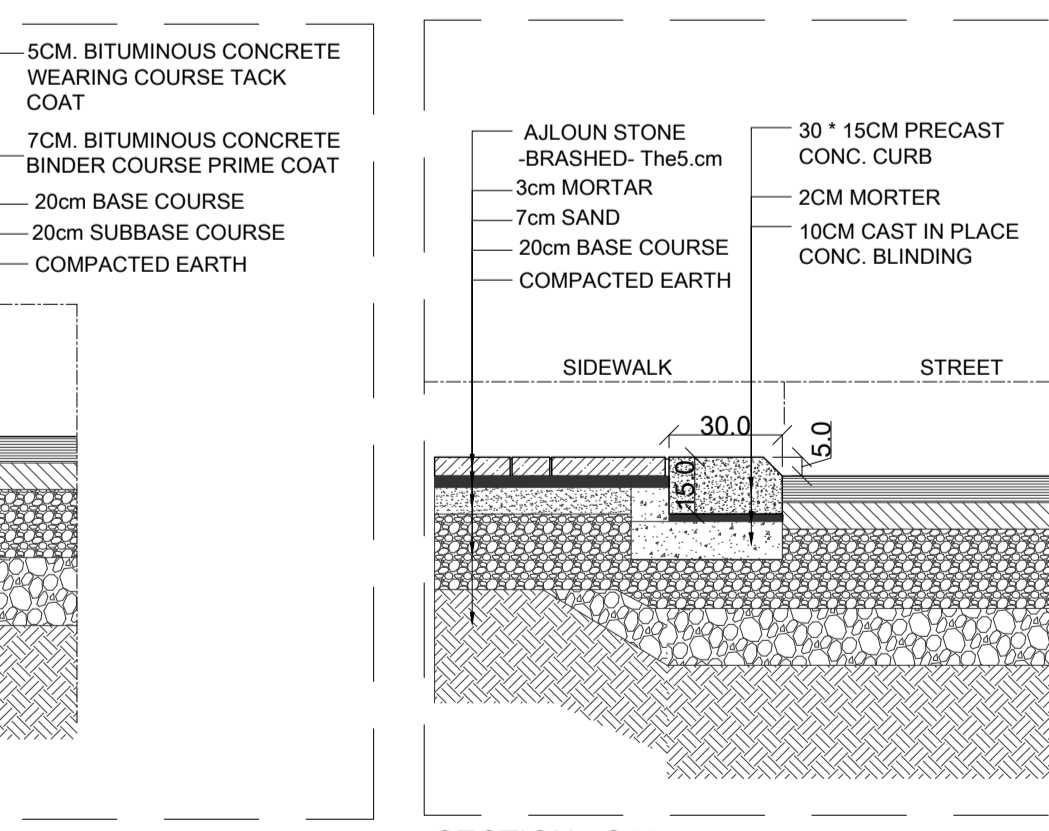 5CM. BITUMINOUS CONCRETE
WEARING COURSE TACK
COAT
7CM. BITUMINOUS CONCRETE
BINDER COURSE PRIME COAT
20cm BASE COURSE
20cm SUBBASE COURSE
COMPACTED EARTH
AJLOUN STONE
-BRASHED- The5.cm
3cm MORTAR
7cm SAND
20cm BASE COURSE
COMPACTED EARTH
30 * 15CM PRECAST
CONC. CURB
2CM MORTER
10CM CAST IN PLACE
CONC. BLINDING
SIDEWALK
STREET
30.0
5.0
15.0